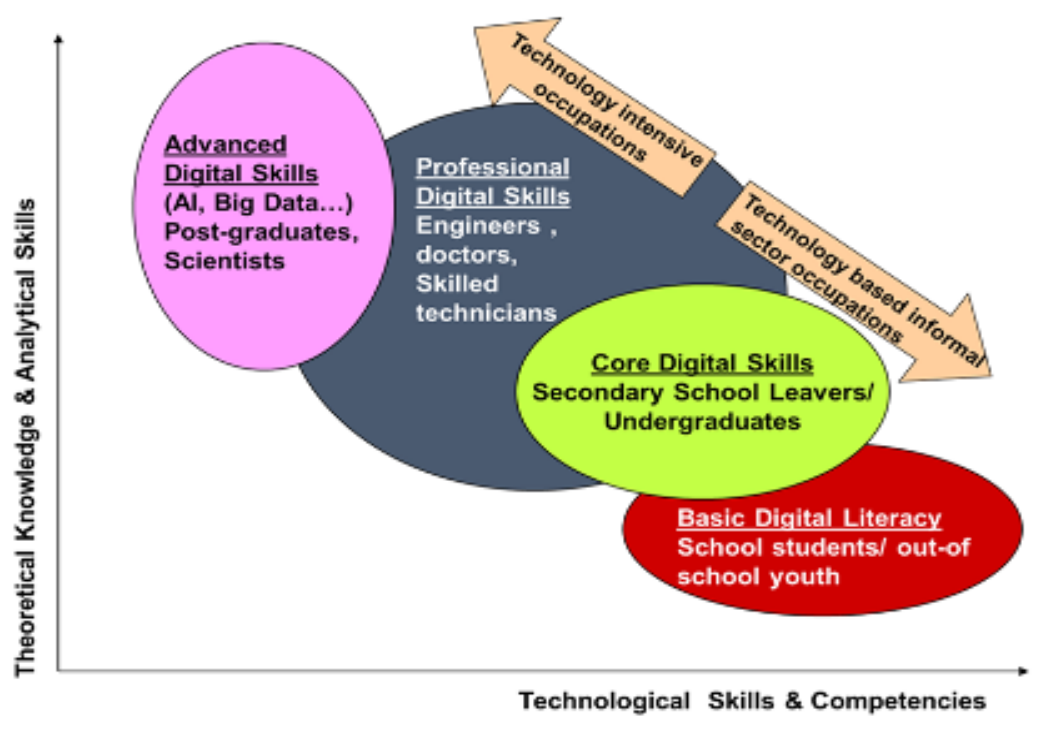 Technology intensive
occupations
Advanced
Digital Skills
(AI, Big Data...)
Post-graduates,
Scientists
Professional
Digital Skills
Engineers ,
doctors,
Skilled
technicians
Technology based informal
sector occupations
Core Digital Skills
Secondary School Leavers/
Undergraduates
Basic Digital Literacy
School students/ out-of
school youth
Theoretical Knowledge & Analytical Skills
Technological Skills & Competencies